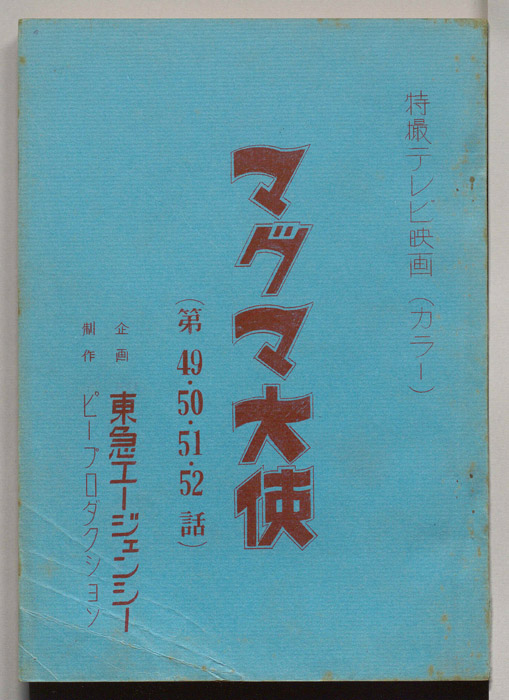 特撮テレビ映画(カラー)
マグマ大使
(第49・50・51・52話)
企画 東急エージェンシー
制作 ピープロダクション